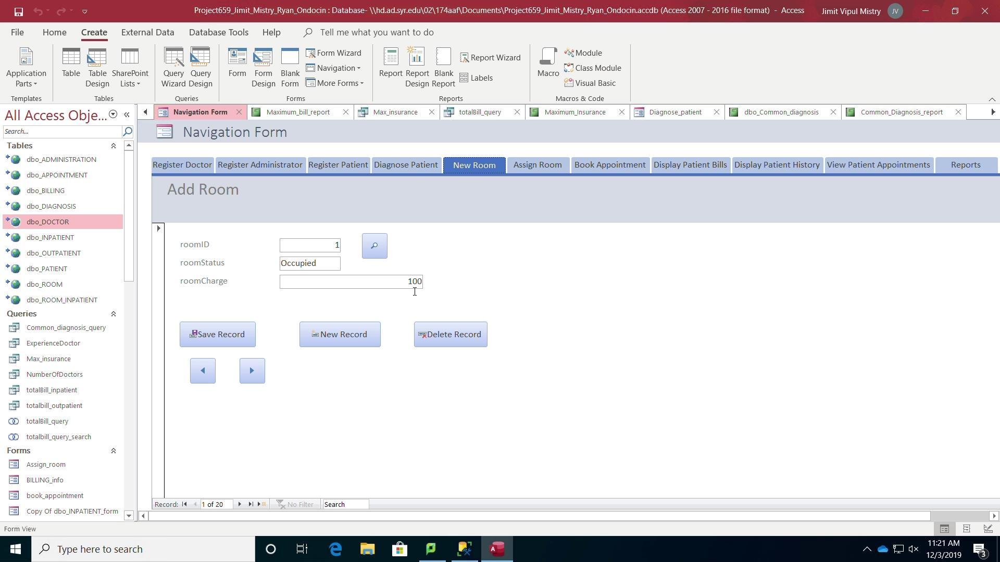 Project659_Jimit_Mistry_Ryan_Ondocin : Database- \\hd.ad.syr.edu\02\174aaf\Documents\Project659_Jimit_Mistry_Ryan_Ondocin.accdb (Access 2007 - 2016 file format) - Access
Jimit Vipul Mistry
JV
File
Home
Create
External Data
Database Tools
Help
Tell me what you want to do
Application Parts
Table
Table Design
SharePoint Lists
Query Wizard
Query Design
Form
Form Design
Blank Form
Form Wizard
Navigation
More Forms
Report
Report Design
Blank Report
Report Wizard
Labels
Macro
Module
Class Module
Visual Basic
Templates
Tables
Queries
Forms
Reports
Macros & Code
All Access Obje...
Search...
Tables
dbo_ADMINISTRATION
dbo_APPOINTMENT
dbo_BILLING
dbo_DIAGNOSIS
dbo_DOCTOR
dbo_INPATIENT
dbo_OUTPATIENT
dbo_PATIENT
dbo_ROOM
dbo_ROOM_INPATIENT
Queries
Common_diagnosis_query
ExperienceDoctor
Max_insurance
NumberOfDoctors
totalBill_inpatient
totalbill_outpatient
totalBill_query
totalbill_query_search
Forms
Assign_room
BILLING_info
book_appointment
Copy Of dbo_INPATIENT_form
Navigation Form
Maximum_bill_report
Max_insurance
totalBill_query
Maximum_Insurance
Diagnose_patient
dbo_Common_diagnosis
Common_Diagnosis_report
Navigation Form
Register Doctor
Register Administrator
Register Patient
Diagnose Patient
New Room
Assign Room
Book Appointment
Display Patient Bills
Display Patient History
View Patient Appointments
Reports
Add Room
roomID
1
roomStatus
Occupied
roomCharge
100
Save Record
New Record
Delete Record
Record:
1 of 20
No Filter
Search
Form View
Type here to search
A
11:21 AM
12/3/2019
3